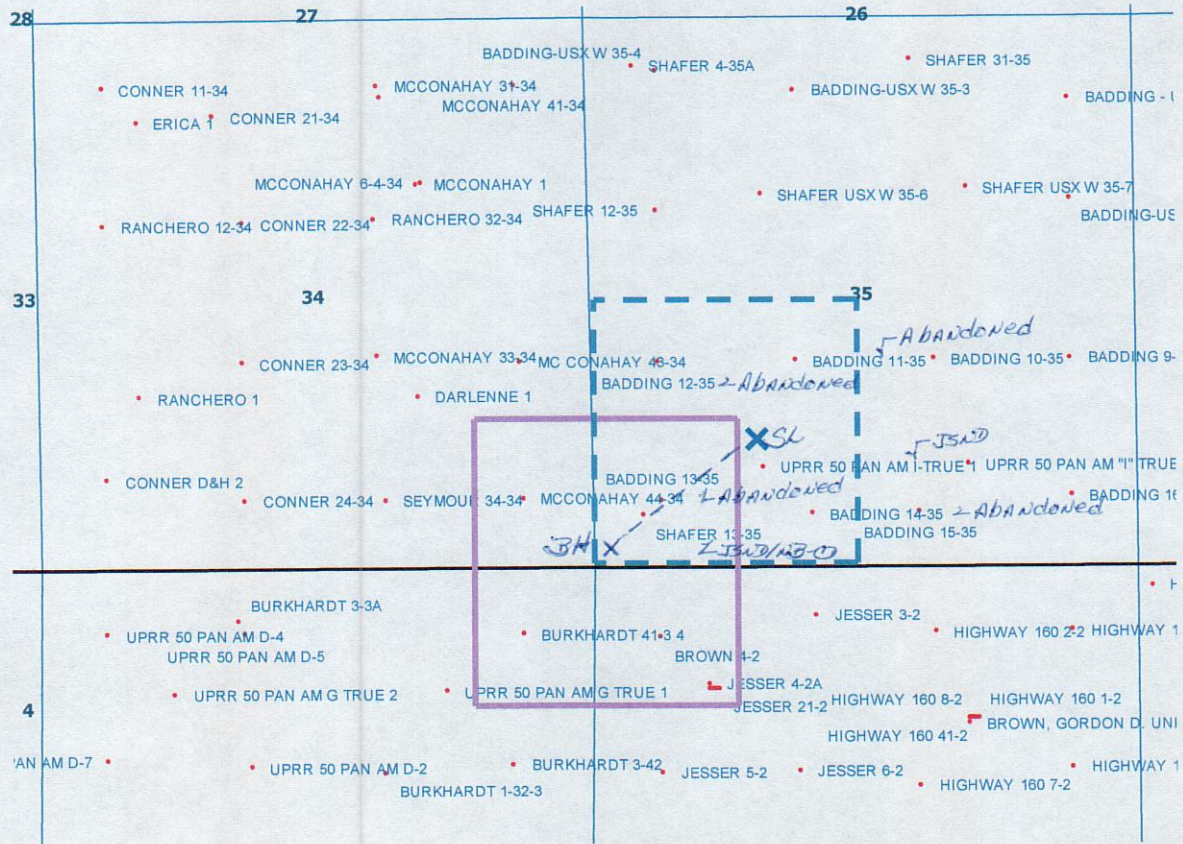 28
27
26
BADDING-USX W 35-4
SHAFER 4-35A
SHAFER 31-35
CONNER 11-34
MCCONAHAY 31-34
MCCONAHAY 41-34
BADDING-USX W 35-3
BADDING - U
ERICA 1
CONNER 21-34
MCCONAHAY 6-4-34
MCCONAHAY 1
SHAFER USX W 35-6
SHAFER USX W 35-7
RANCHERO 12-34
CONNER 22-34
RANCHERO 32-34
SHAFER 12-35
BADDING-US
33
34
35
Abandoned
CONNER 23-34
MCCONAHAY 33-34
MC CONAHAY 43-34
BADDING 11-35
BADDING 10-35
BADDING 9-
BADDING 12-35
Abandoned
RANCHERO 1
DARLENNE 1
SL
JSND
UPRR 50 PAN AM I-TRUE 1
UPRR 50 PAN AM "I" TRUE
CONNER D&H 2
BADDING 13-35
Abandoned
CONNER 24-34
SEYMOUR 34-34
MCCONAHAY 44-34
BADDING 16
BADDING 14-35
Abandoned
BADDING 15-35
SHAFER 13-35
BH
BURKHARDT 3-3A
UPRR 50 PAN AM D-4
UPRR 50 PAN AM D-5
BURKHARDT 41-3 4
BROWN 4-2
JESSER 3-2
HIGHWAY 160 2-2
HIGHWAY 1
H
UPRR 50 PAN AM G TRUE 2
UPRR 50 PAN AM G TRUE 1
JESSER 4-2A
JESSER 21-2
HIGHWAY 160 8-2
HIGHWAY 160 1-2
4
HIGHWAY 160 41-2
BROWN, GORDON D. UNI
'AN AM D-7
UPRR 50 PAN AM D-2
BURKHARDT 3-42
JESSER 5-2
JESSER 6-2
HIGHWAY 1
BURKHARDT 1-32-3
HIGHWAY 160 7-2